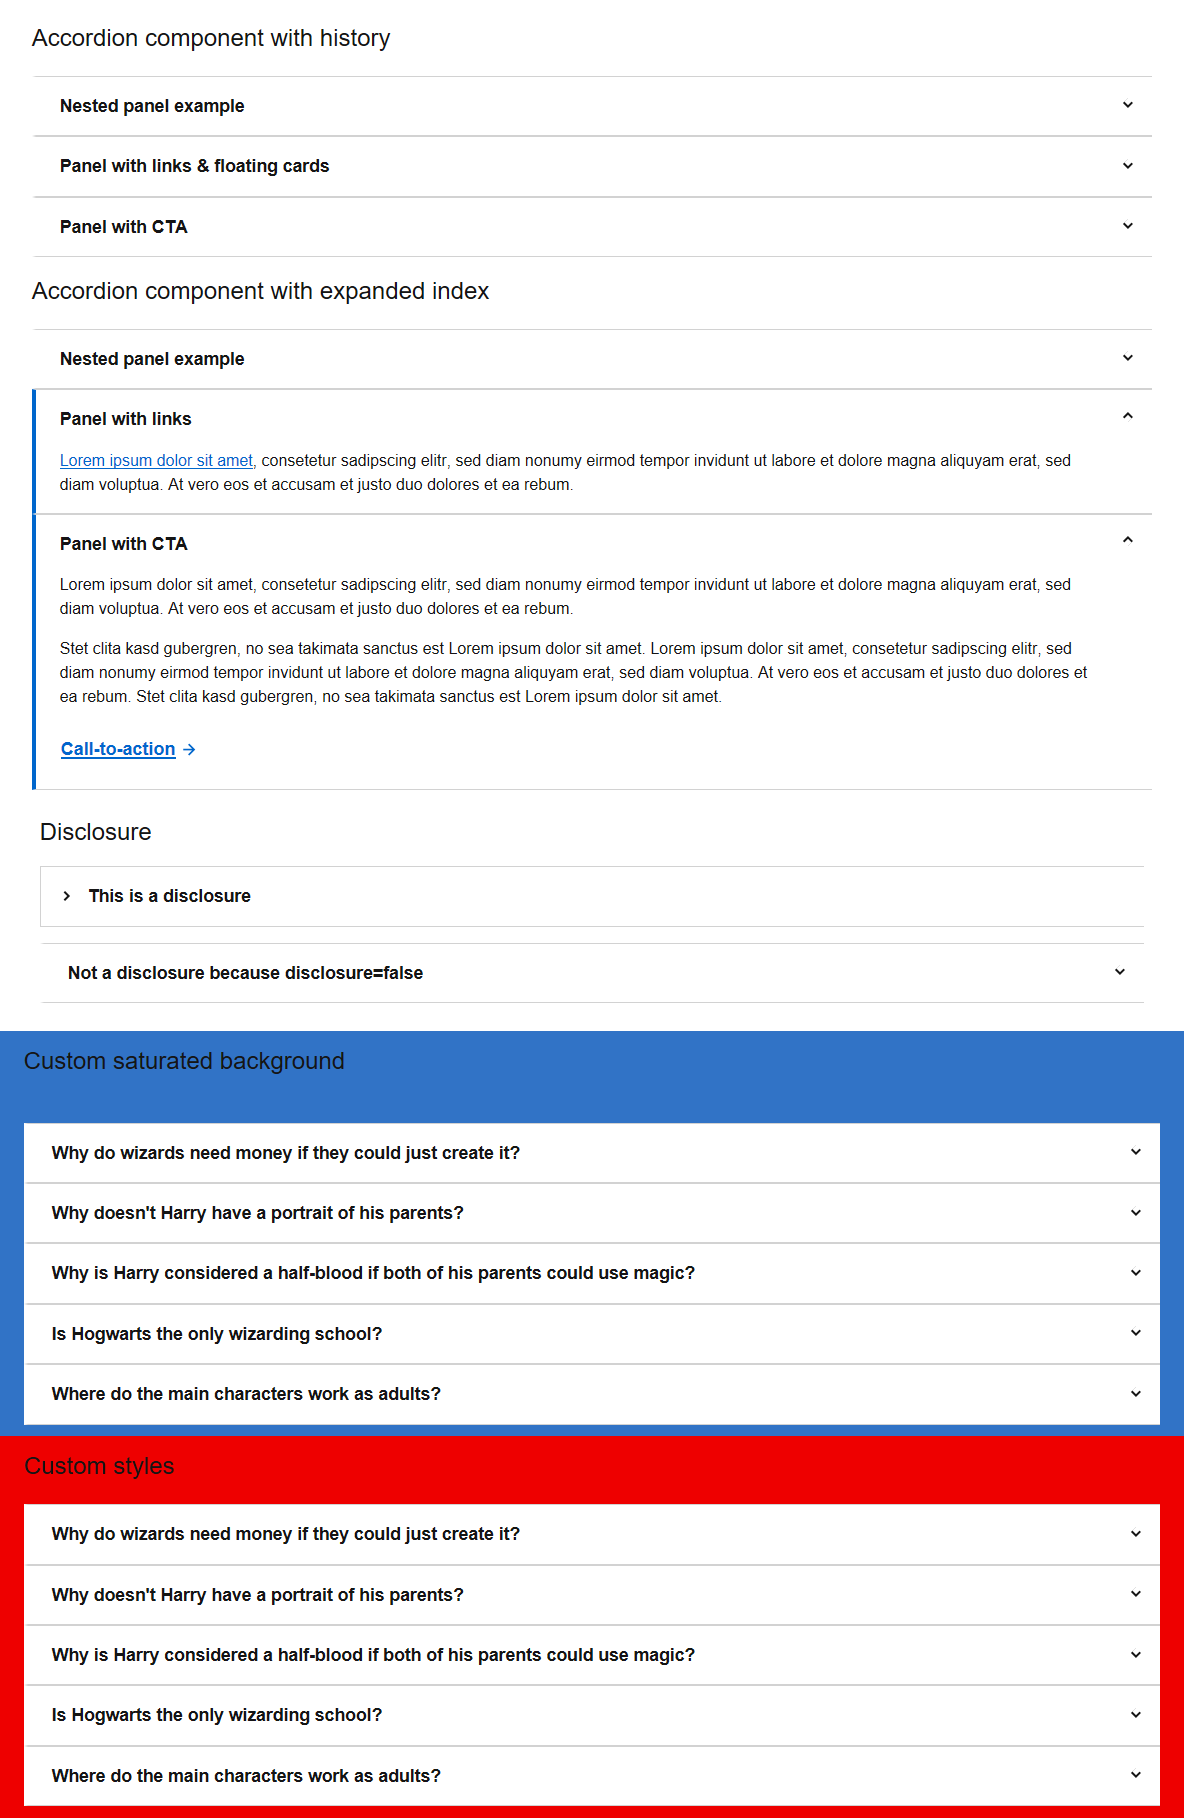 Accordion component with history
Nested panel example
Panel with links & floating cards
Panel with CTA
Accordion component with expanded index
Nested panel example
Panel with links
Lorem ipsum dolor sit amet, consetetur sadipscing elitr, sed diam nonumy eirmod tempor invidunt ut labore et dolore magna aliquyam erat, sed
diam voluptua. At vero eos et accusam et justo duo dolores et ea rebum.
Panel with CTA
Lorem ipsum dolor sit amet, consetetur sadipscing elitr, sed diam nonumy eirmod tempor invidunt ut labore et dolore magna aliquyam erat, sed
diam voluptua. At vero eos et accusam et justo duo dolores et ea rebum.
Stet clita kasd gubergren, no sea takimata sanctus est Lorem ipsum dolor sit amet. Lorem ipsum dolor sit amet, consetetur sadipscing elitr, sed
diam nonumy eirmod tempor invidunt ut labore et dolore magna aliquyam erat, sed diam voluptua. At vero eos et accusam et justo duo dolores et
ea rebum. Stet clita kasd gubergren, no sea takimata sanctus est Lorem ipsum dolor sit amet.
Call-to-action
Disclosure
This is a disclosure
Not a disclosure because disclosure=false
Custom saturated background
Why do wizards need money if they could just create it?
Why doesn't Harry have a portrait of his parents?
Why is Harry considered a half-blood if both of his parents could use magic?
Is Hogwarts the only wizarding school?
Where do the main characters work as adults?
Custom styles
Why do wizards need money if they could just create it?
Why doesn't Harry have a portrait of his parents?
Why is Harry considered a half-blood if both of his parents could use magic?
Is Hogwarts the only wizarding school?
Where do the main characters work as adults?